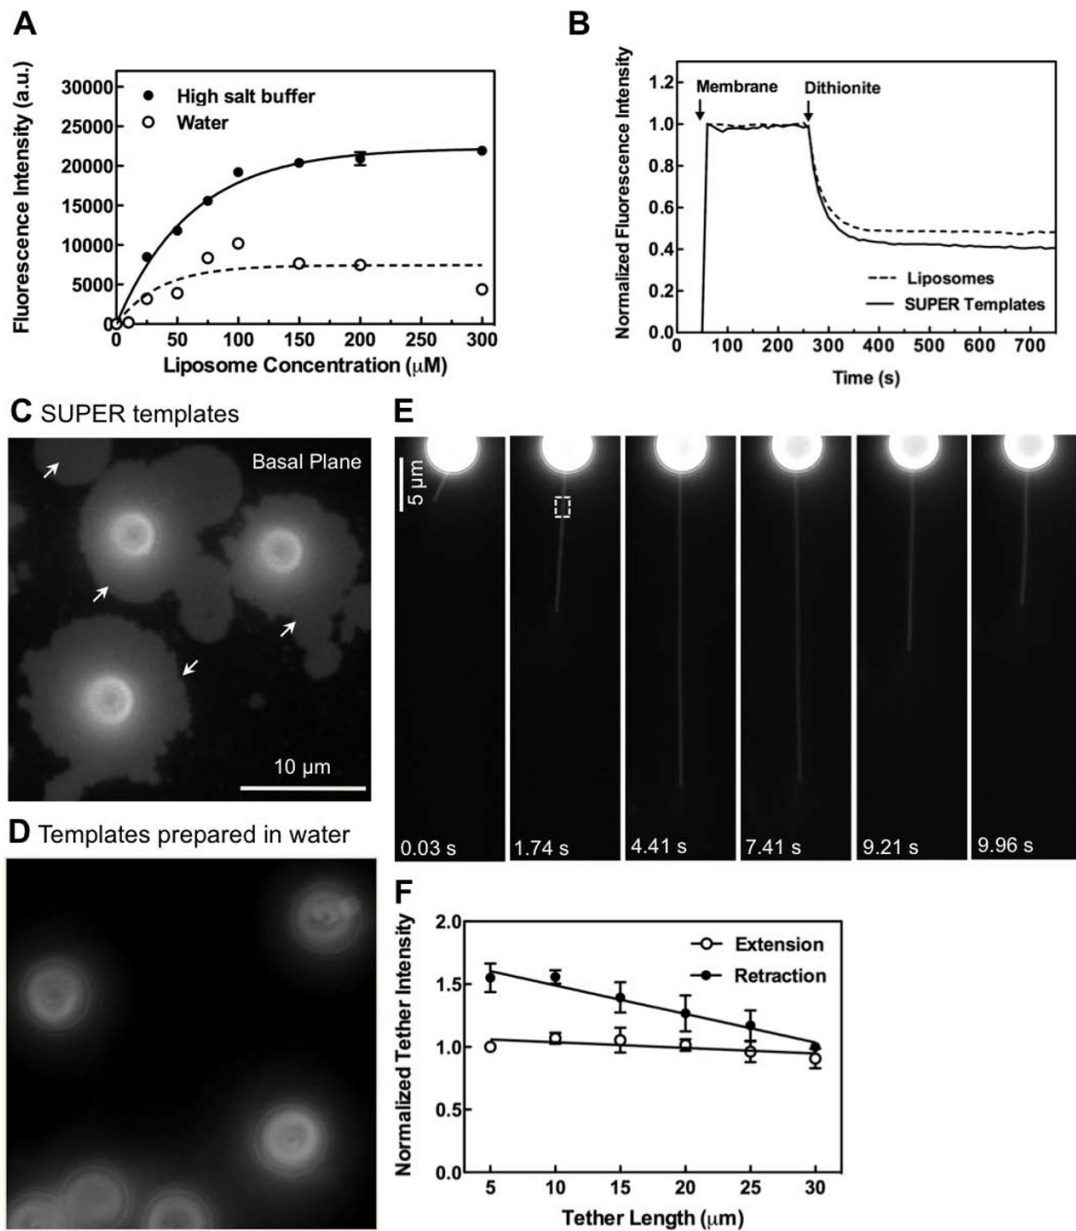 A
Fluorescence Intensity (a.u.)
30000
25000
20000
15000
10000
5000
0
High salt buffer
Water
0 50 100 150 200 250 300
Liposome Concentration (μM)
B
Normalized Fluorescence Intensity
1.2
1.0
0.8
0.6
0.4
0.2
0.0
Membrane Dithionite
Liposomes
SUPER Templates
0 100 200 300 400 500 600 700
Time (s)
C SUPER templates
Basal Plane
10 μm
D Templates prepared in water
E
5 μm
0.03 s 1.74 s 4.41 s 7.41 s 9.21 s 9.96 s
F
Normalized Tether Intensity
2.0
1.5
1.0
0.5
0.0
Extension
Retraction
5 10 15 20 25 30
Tether Length (μm)